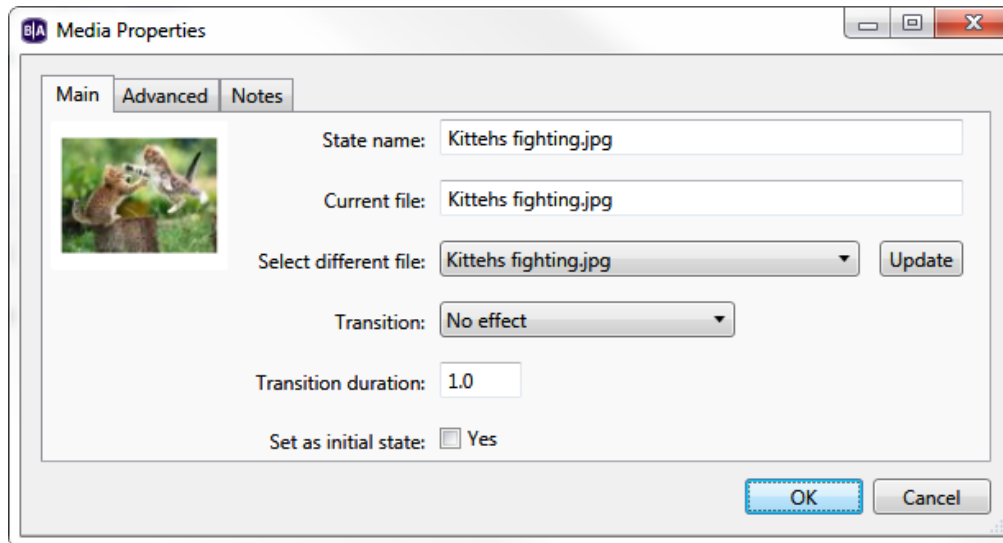 B|A Media Properties
Main Advanced Notes
State name: Kittehs fighting.jpg
Current file: Kittehs fighting.jpg
Select different file: Kittehs fighting.jpg Update
Transition: No effect
Transition duration: 1.0
Set as initial state: Yes
OK Cancel